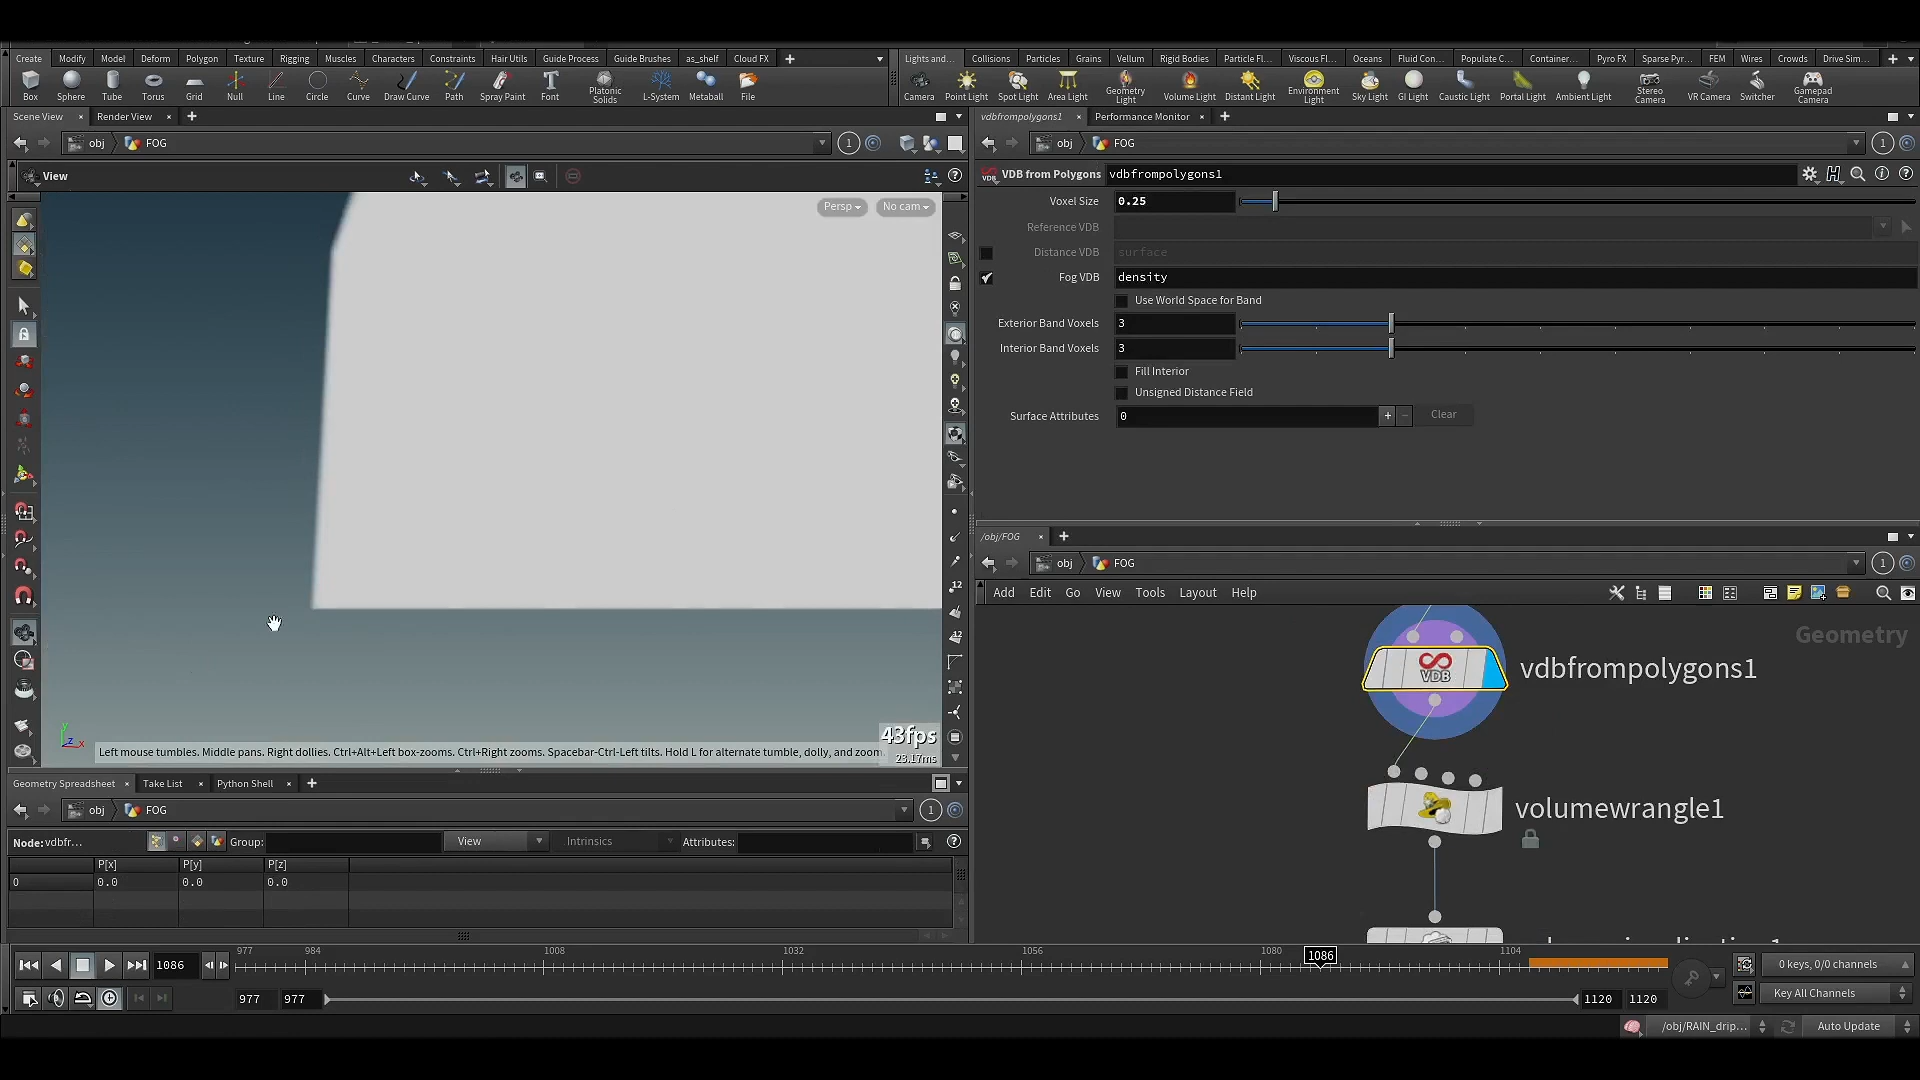 Create Modify Model Deform Polygon Texture Rigging Muscles Characters Constraints Hair Utils Guide Process Guide Brushes as_shelf Cloud FX
Box Sphere Tube Torus Grid Null Line Circle Curve Draw Curve Path Spray Paint Font Platonic Solids L-System Metaball File
Lights and... Collisions Particles Grains Vellum Rigid Bodies Particle Fl... Viscous Fl... Oceans Fluid Con... Populate C... Container... Pyro FX Sparse Pyr... FEM Wires Crowds Drive Sim...
Camera Point Light Spot Light Area Light Geometry Light Volume Light Distant Light Environment Light Sky Light GI Light Caustic Light Portal Light Ambient Light Stereo Camera VR Camera Switcher Gamepad Camera
Scene View × Render View ×
obj FOG 1
View
Persp No cam
12
12
43fps
23.17ms
Left mouse tumbles. Middle pans. Right dollies. Ctrl+Alt+Left box-zooms. Ctrl+Right zooms. Spacebar-Ctrl-Left tilts. Hold L for alternate tumble, dolly, and zoom.
vdbfrompolygons1 × Performance Monitor ×
obj FOG 1
VDB from Polygons vdbfrompolygons1
Voxel Size 0.25
Reference VDB
Distance VDB surface
Fog VDB density
Use World Space for Band
Exterior Band Voxels 3
Interior Band Voxels 3
Fill Interior
Unsigned Distance Field
Surface Attributes 0 + - Clear
/obj/FOG ×
obj FOG 1
Add Edit Go View Tools Layout Help
Geometry
VDB
vdbfrompolygons1
volumewrangle1
Geometry Spreadsheet × Take List × Python Shell ×
obj FOG 1
Node: vdbfr... Group: View Intrinsics Attributes:
P[x] P[y] P[z]
0 0.0 0.0 0.0
1086
977 984 1008 1032 1056 1080 1086 1104
0 keys, 0/0 channels
977 977 1120 1120
Key All Channels
/obj/RAIN_drip... Auto Update